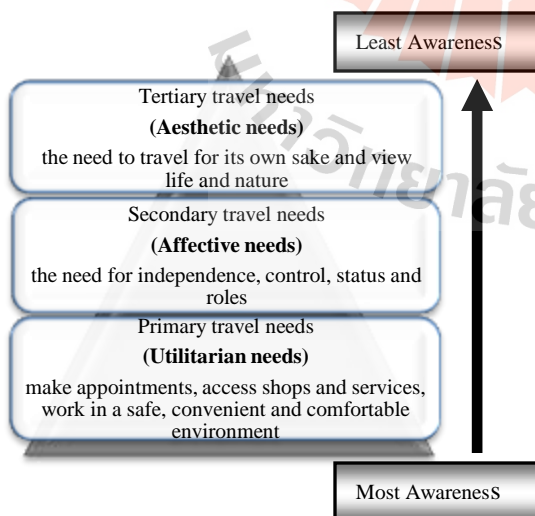 Least AwarenesS
Tertiary travel needs
(Aesthetic needs)
the need to travel for its own sake and view
life and nature
Secondary travel needs
(Affective needs)
the need for independence, control, status and
roles
Primary travel needs
(Utilitarian needs)
make appointments, access shops and services,
work in a safe, convenient and comfortable
environment
Most AwarenesS